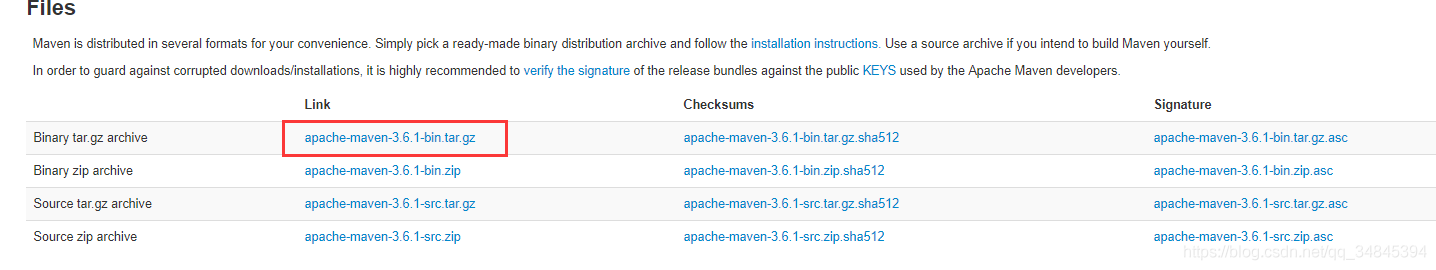 Files
Maven is distributed in several formats for your convenience. Simply pick a ready-made binary distribution archive and follow the installation instructions. Use a source archive if you intend to build Maven yourself.
In order to guard against corrupted downloads/installations, it is highly recommended to verify the signature of the release bundles against the public KEYS used by the Apache Maven developers.
Link Checksums Signature
Binary tar.gz archive apache-maven-3.6.1-bin.tar.gz apache-maven-3.6.1-bin.tar.gz.sha512 apache-maven-3.6.1-bin.tar.gz.asc
Binary zip archive apache-maven-3.6.1-bin.zip apache-maven-3.6.1-bin.zip.sha512 apache-maven-3.6.1-bin.zip.asc
Source tar.gz archive apache-maven-3.6.1-src.tar.gz apache-maven-3.6.1-src.tar.gz.sha512 apache-maven-3.6.1-src.tar.gz.asc
Source zip archive apache-maven-3.6.1-src.zip apache-maven-3.6.1-src.zip.sha512 apache-maven-3.6.1-src.zip.asc
https://blog.csdn.net/qq_34845394